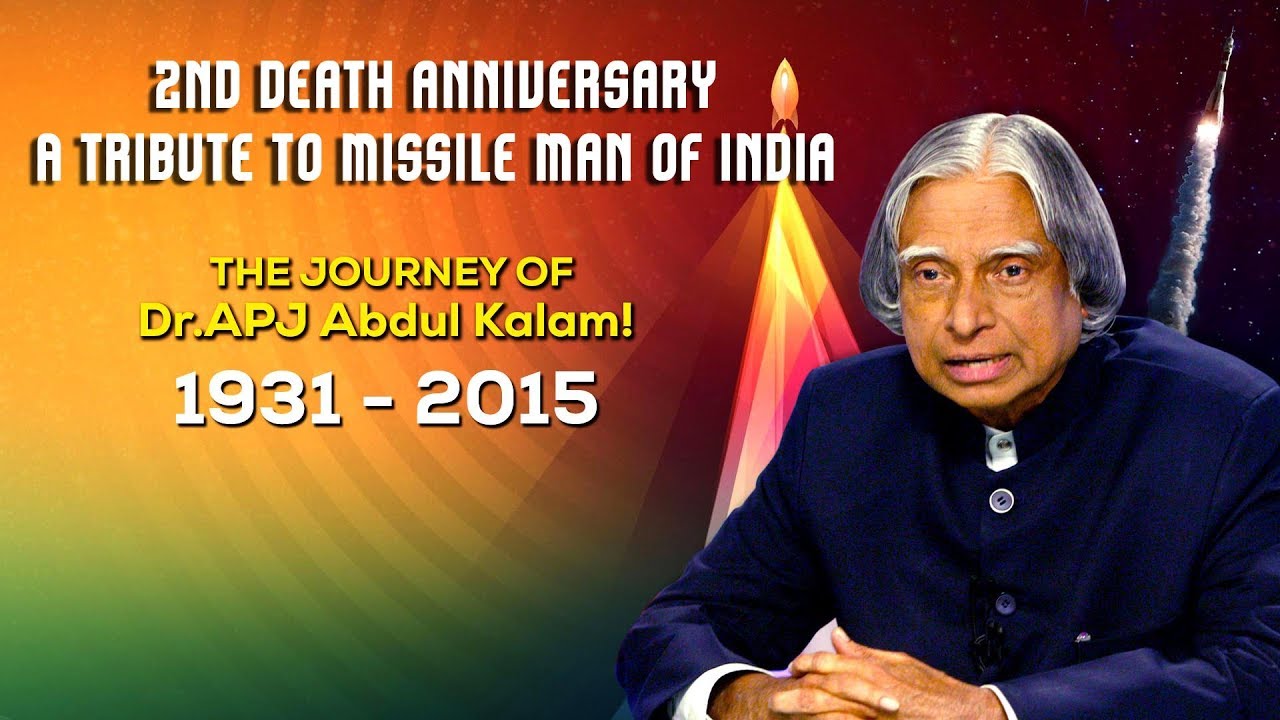 2ND DEATH ANNIVERSARY
A TRIBUTE TO MISSILE MAN OF INDIA
THE JOURNEY OF
Dr.APJ Abdul Kalam!
1931 - 2015